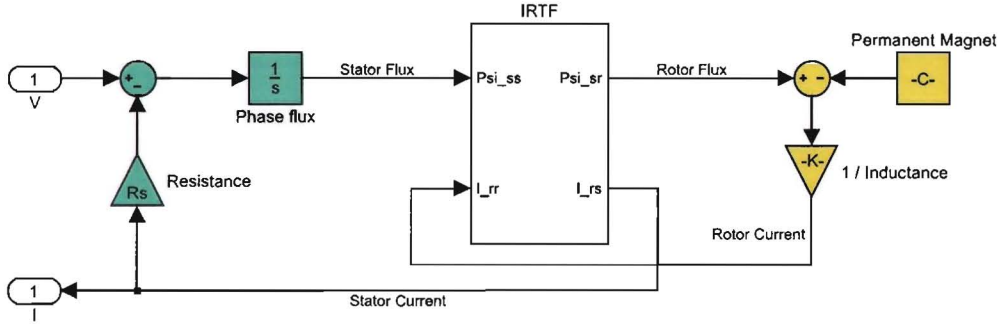 IRTF
Permanent Magnet
1
V
+
-
1
s
Phase flux
Stator Flux
Psi_ss
Psi_sr
Rotor Flux
+ -
-C-
Rs
Resistance
I_rr
I_rs
-K-
1 / Inductance
Rotor Current
1
I
Stator Current